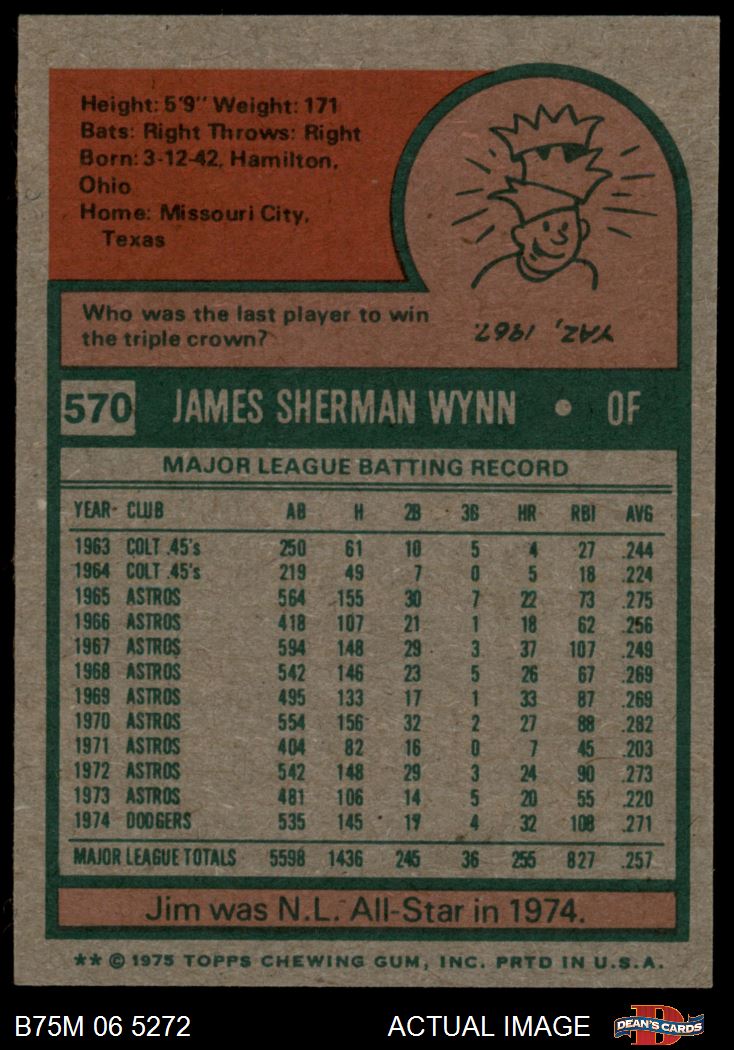 Height: 5'9" Weight: 171
Bats: Right Throws: Right
Born: 3-12-42, Hamilton,
Ohio
Home: Missouri City,
Texas
Who was the last player to win
the triple crown?
YAZ, 1967.
570 JAMES SHERMAN WYNN • OF
MAJOR LEAGUE BATTING RECORD
YEAR CLUB AB H 2B 3B HR RBI AVG
1963 COLT .45's 250 61 10 5 4 27 .244
1964 COLT .45's 219 49 7 0 5 18 .224
1965 ASTROS 564 155 30 7 22 73 .275
1966 ASTROS 418 107 21 1 18 62 .256
1967 ASTROS 594 148 29 3 37 107 .249
1968 ASTROS 542 146 23 5 26 67 .269
1969 ASTROS 495 133 17 1 33 87 .269
1970 ASTROS 554 156 32 2 27 88 .282
1971 ASTROS 404 82 16 0 7 45 .203
1972 ASTROS 542 148 29 3 24 90 .273
1973 ASTROS 481 106 14 5 20 55 .220
1974 DODGERS 535 145 17 4 32 108 .271
MAJOR LEAGUE TOTALS 5598 1436 245 36 255 827 .257
Jim was N.L. All-Star in 1974.
** © 1975 TOPPS CHEWING GUM, INC. PRTD IN U.S.A.
B75M 06 5272 ACTUAL IMAGE D DEAN'S CARDS